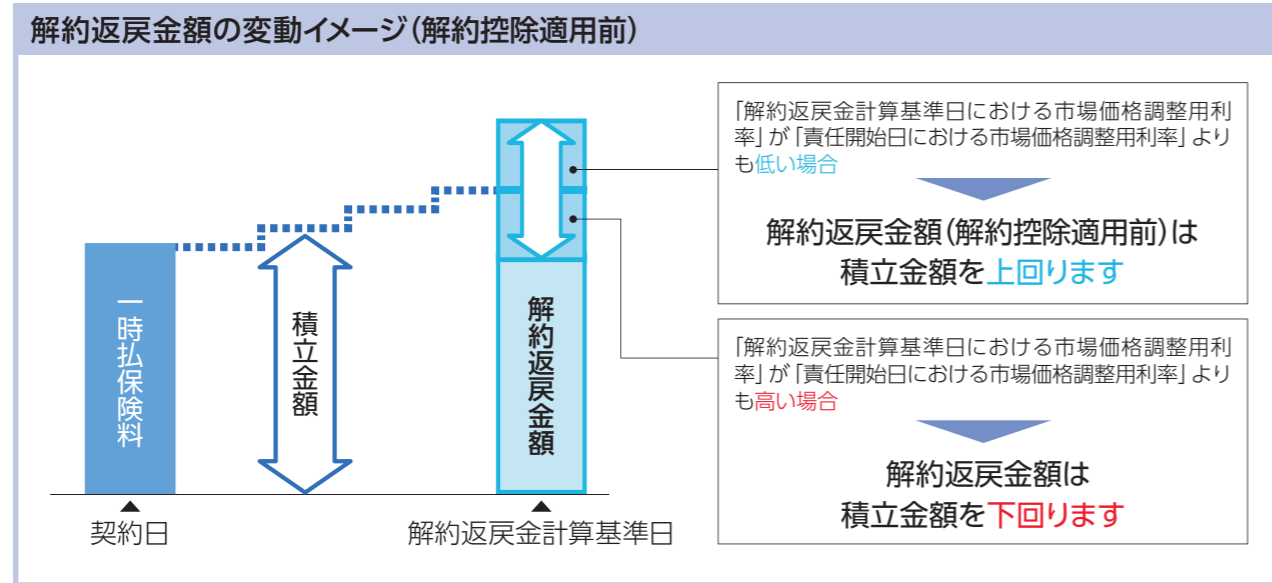 解約返戻金額の変動イメージ(解約控除適用前)
一時払保険料
積立金額
解約返戻金額
契約日
解約返戻金計算基準日
「解約返戻金計算基準日における市場価格調整用利
率」が「責任開始日における市場価格調整用利率」より
も低い場合
解約返戻金額(解約控除適用前)は
積立金額を上回ります
「解約返戻金計算基準日における市場価格調整用利
率」が「責任開始日における市場価格調整用利率」より
も高い場合
解約返戻金額は
積立金額を下回ります